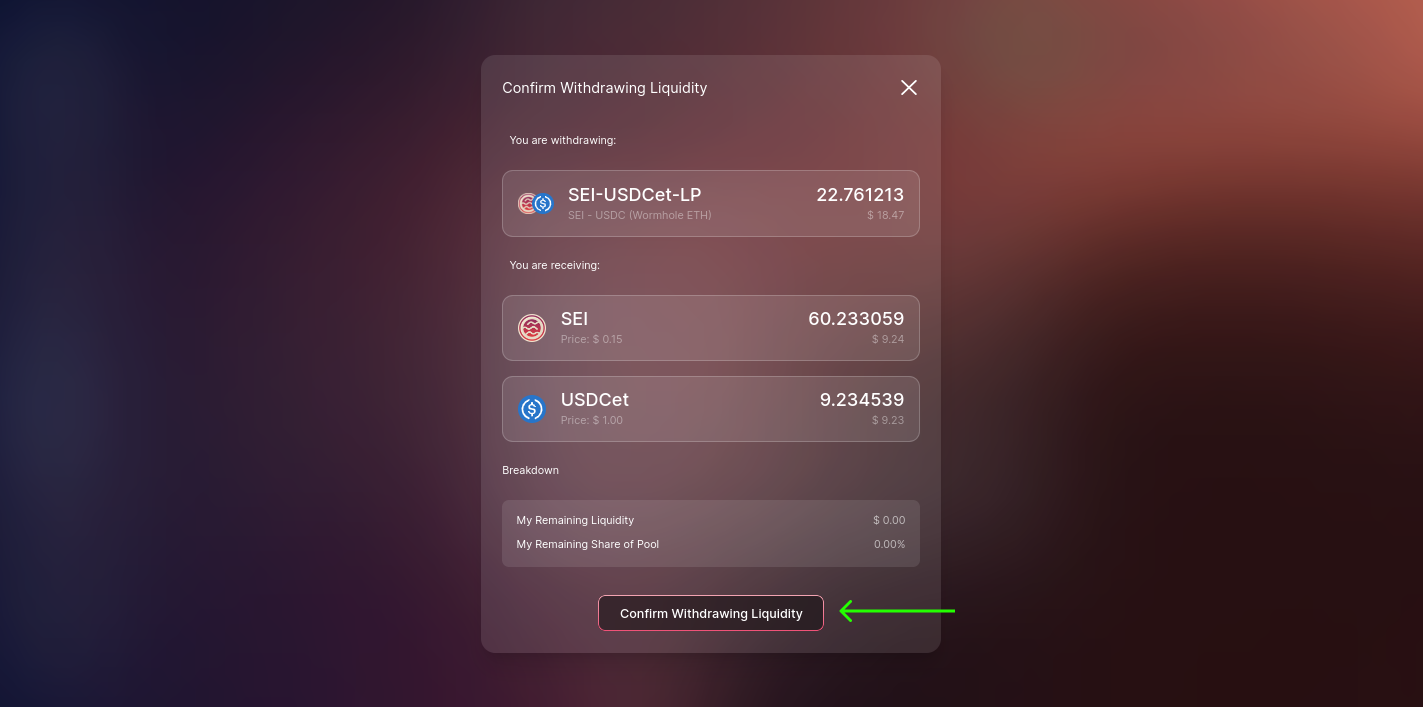 Confirm Withdrawing Liquidity
You are withdrawing:
SEI-USDCet-LP 22.761213
SEI - USDC (Wormhole ETH) $ 18.47
You are receiving:
SEI 60.233059
Price: $ 0.15 $ 9.24
USDCet 9.234539
Price: $ 1.00 $ 9.23
Breakdown
My Remaining Liquidity $ 0.00
My Remaining Share of Pool 0.00%
Confirm Withdrawing Liquidity